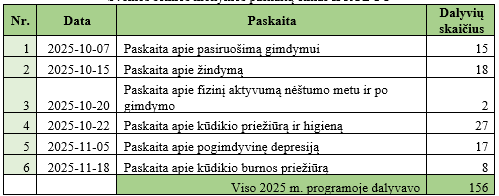 Nr. Data Paskaita Dalyvių skaičius
1 2025-10-07 Paskaita apie pasiruošimą gimdymui 15
2 2025-10-15 Paskaita apie žindymą 18
3 2025-10-20 Paskaita apie fizinį aktyvumą nėštumo metu ir po gimdymo 2
4 2025-10-22 Paskaita apie kūdikio priežiūrą ir higieną 27
5 2025-11-05 Paskaita apie pogimdyvinę depresiją 17
6 2025-11-18 Paskaita apie kūdikio burnos priežiūrą 8
Viso 2025 m. programoje dalyvavo 156